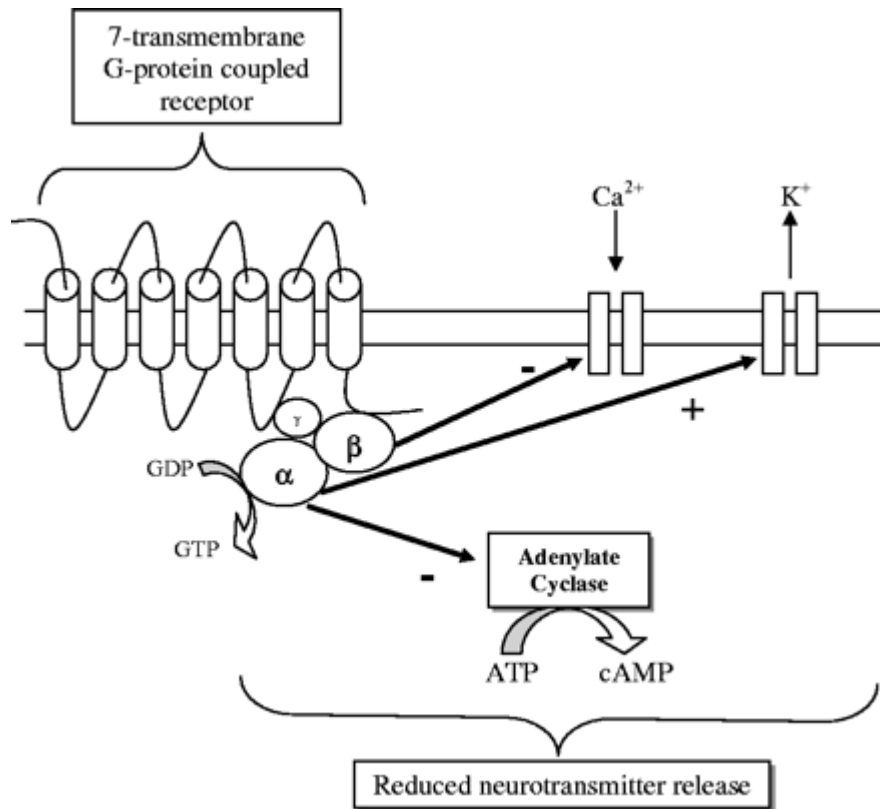 7-transmembrane
G-protein coupled
receptor
Ca²⁺
K⁺
-
+
γ
β
α
GDP
GTP
-
Adenylate
Cyclase
ATP
cAMP
Reduced neurotransmitter release